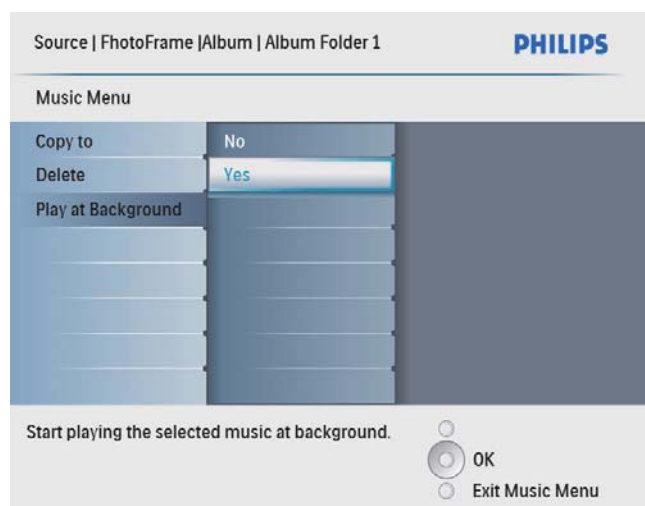 Source | FhotoFrame |Album | Album Folder 1
PHILIPS
Music Menu
Copy to
No
Delete
Yes
Play at Background
Start playing the selected music at background.
OK
Exit Music Menu